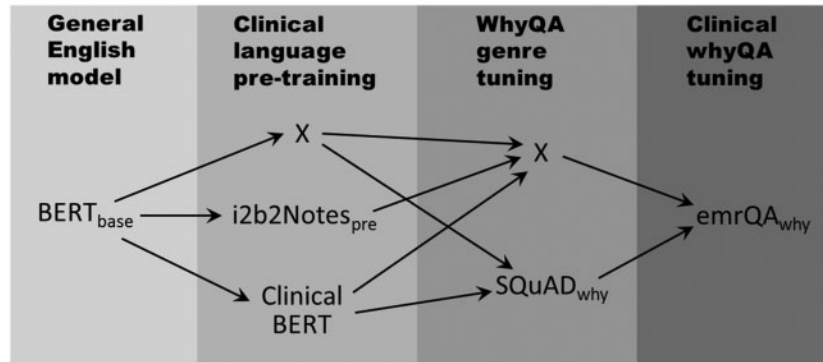 General
English
model
Clinical
language
pre-training
WhyQA
genre
tuning
Clinical
whyQA
tuning
X
X
BERTbase
i2b2Notespre
emrQAwhy
Clinical
BERT
SQuADwhy